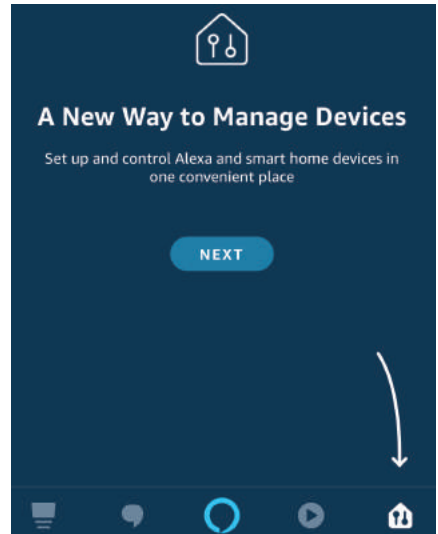 A New Way to Manage Devices
Set up and control Alexa and smart home devices in
one convenient place
NEXT